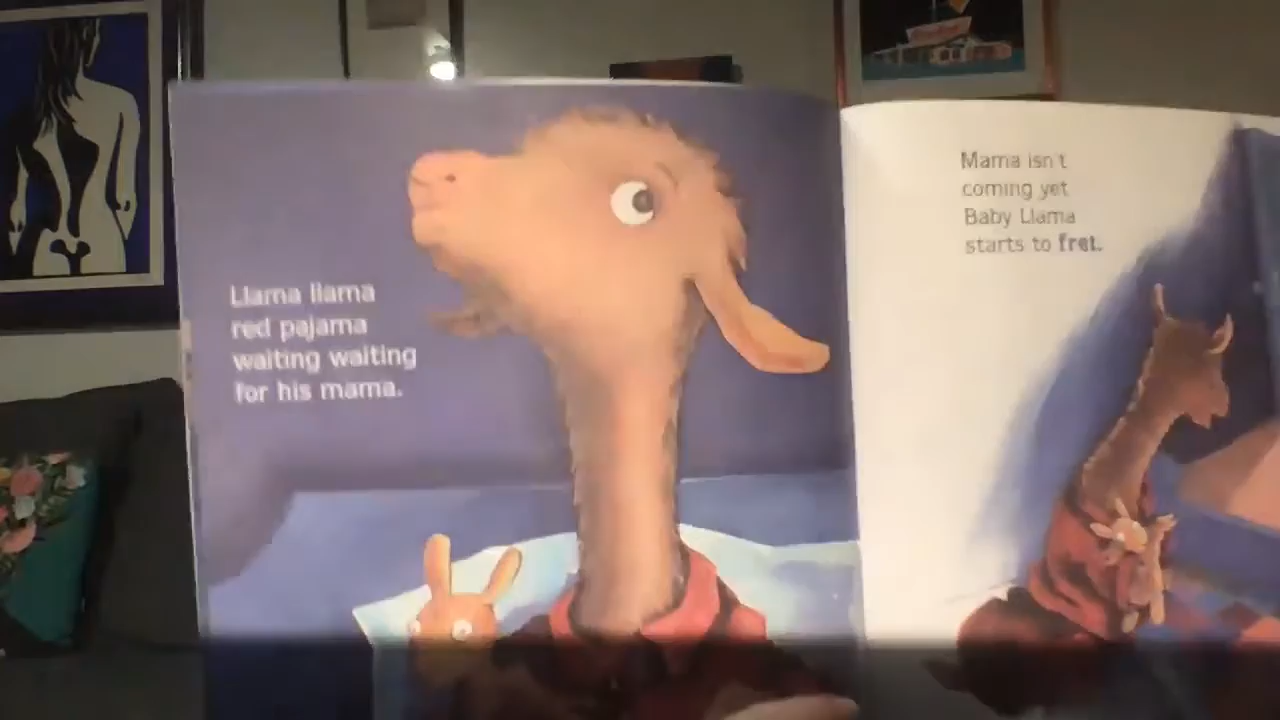 Llama llama
red pajama
waiting waiting
for his mama.
Mama isn't
coming yet
Baby Llama
starts to fret.